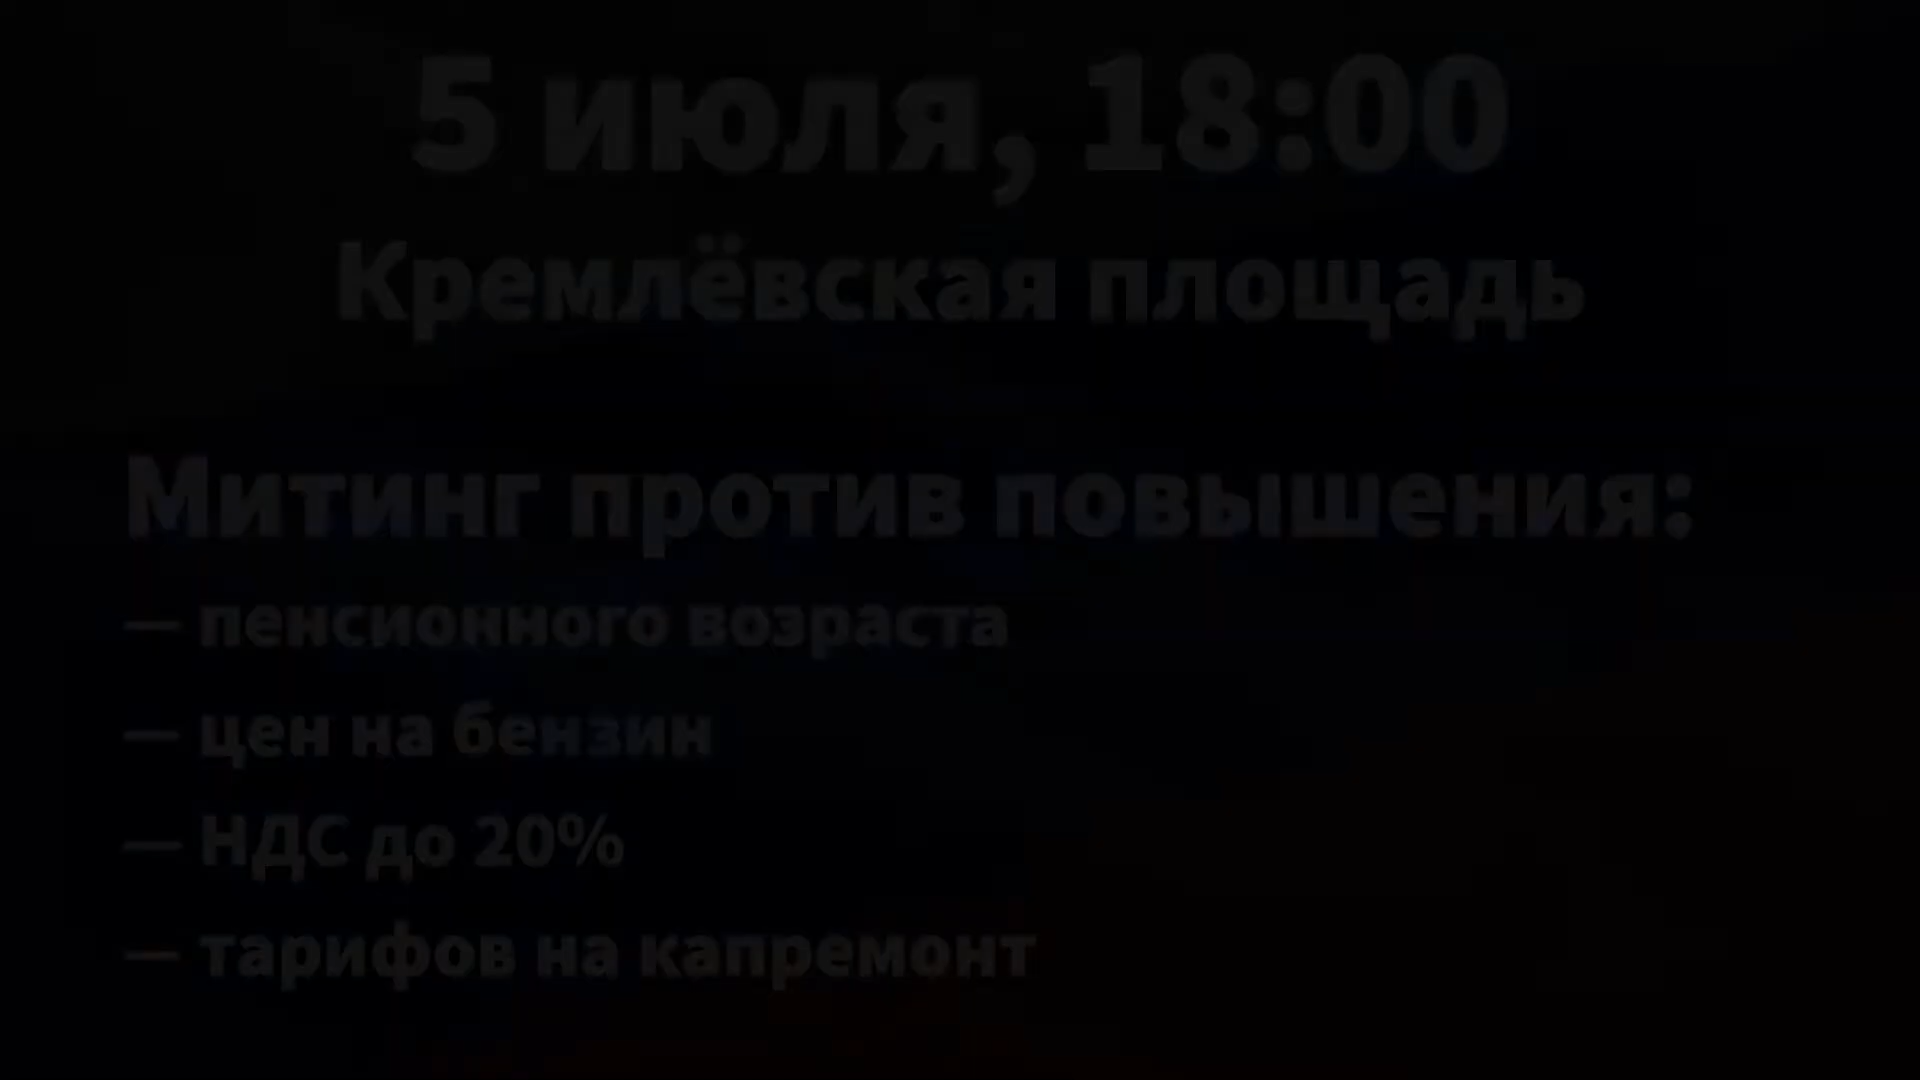 5 июля, 18:00
Кремлёвская площадь
Митинг против повышения:
— пенсионного возраста
— цен на бензин
— НДС до 20%
— тарифов на капремонт